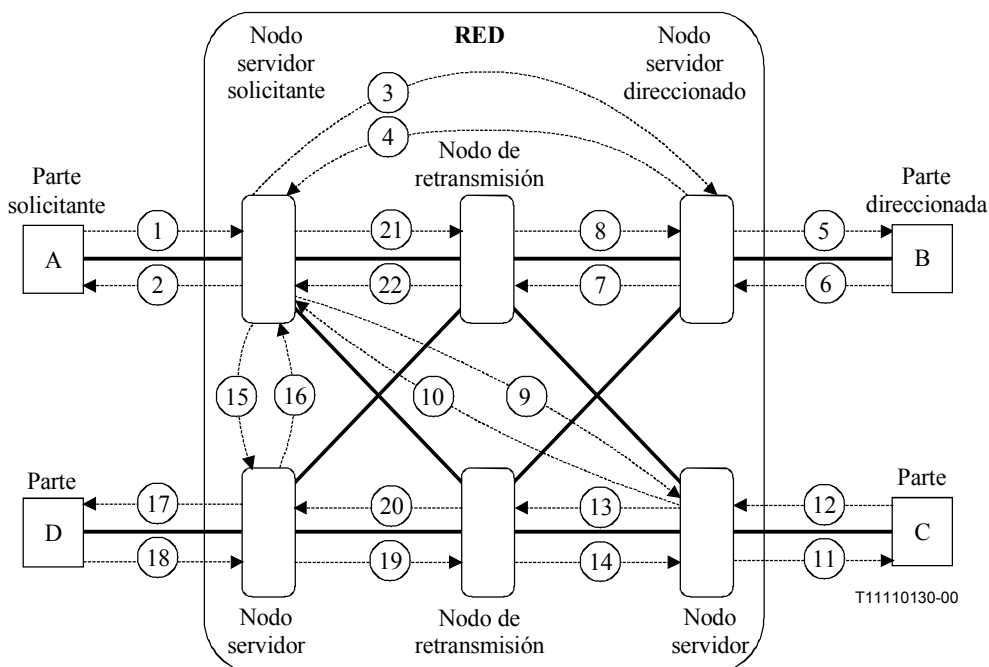 Nodo
servidor
solicitante
RED
Nodo
servidor
direccionado
3
4
Nodo de
retransmisión
Parte
solicitante
Parte
direccionada
1
21
8
5
A
B
2
22
7
6
15
16
10
9
Parte
Parte
17
20
13
12
D
C
18
19
14
11
T11110130-00
Nodo
servidor
Nodo de
retransmisión
Nodo
servidor